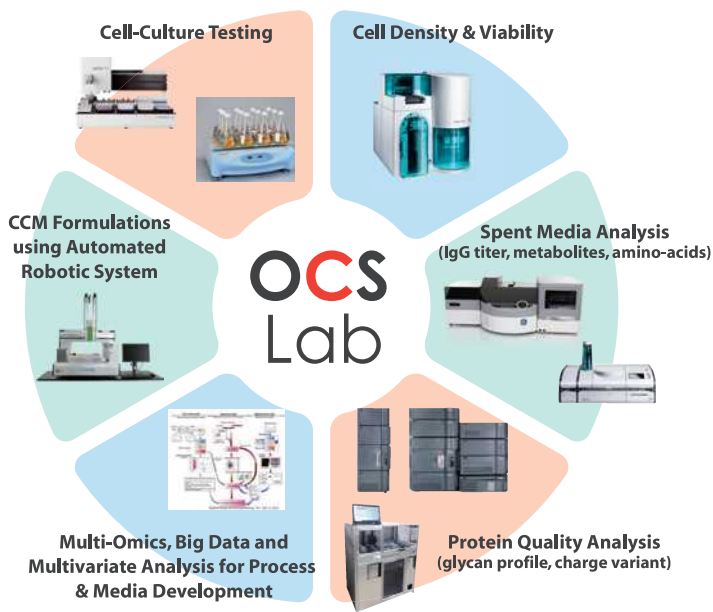 Cell-Culture Testing
Cell Density & Viability
CCM Formulations
using Automated
Robotic System
Spent Media Analysis
(IgG titer, metabolites, amino-acids)
OCS
Lab
Multi-Omics, Big Data and
Multivariate Analysis for Process
& Media Development
Protein Quality Analysis
(glycan profile, charge variant)